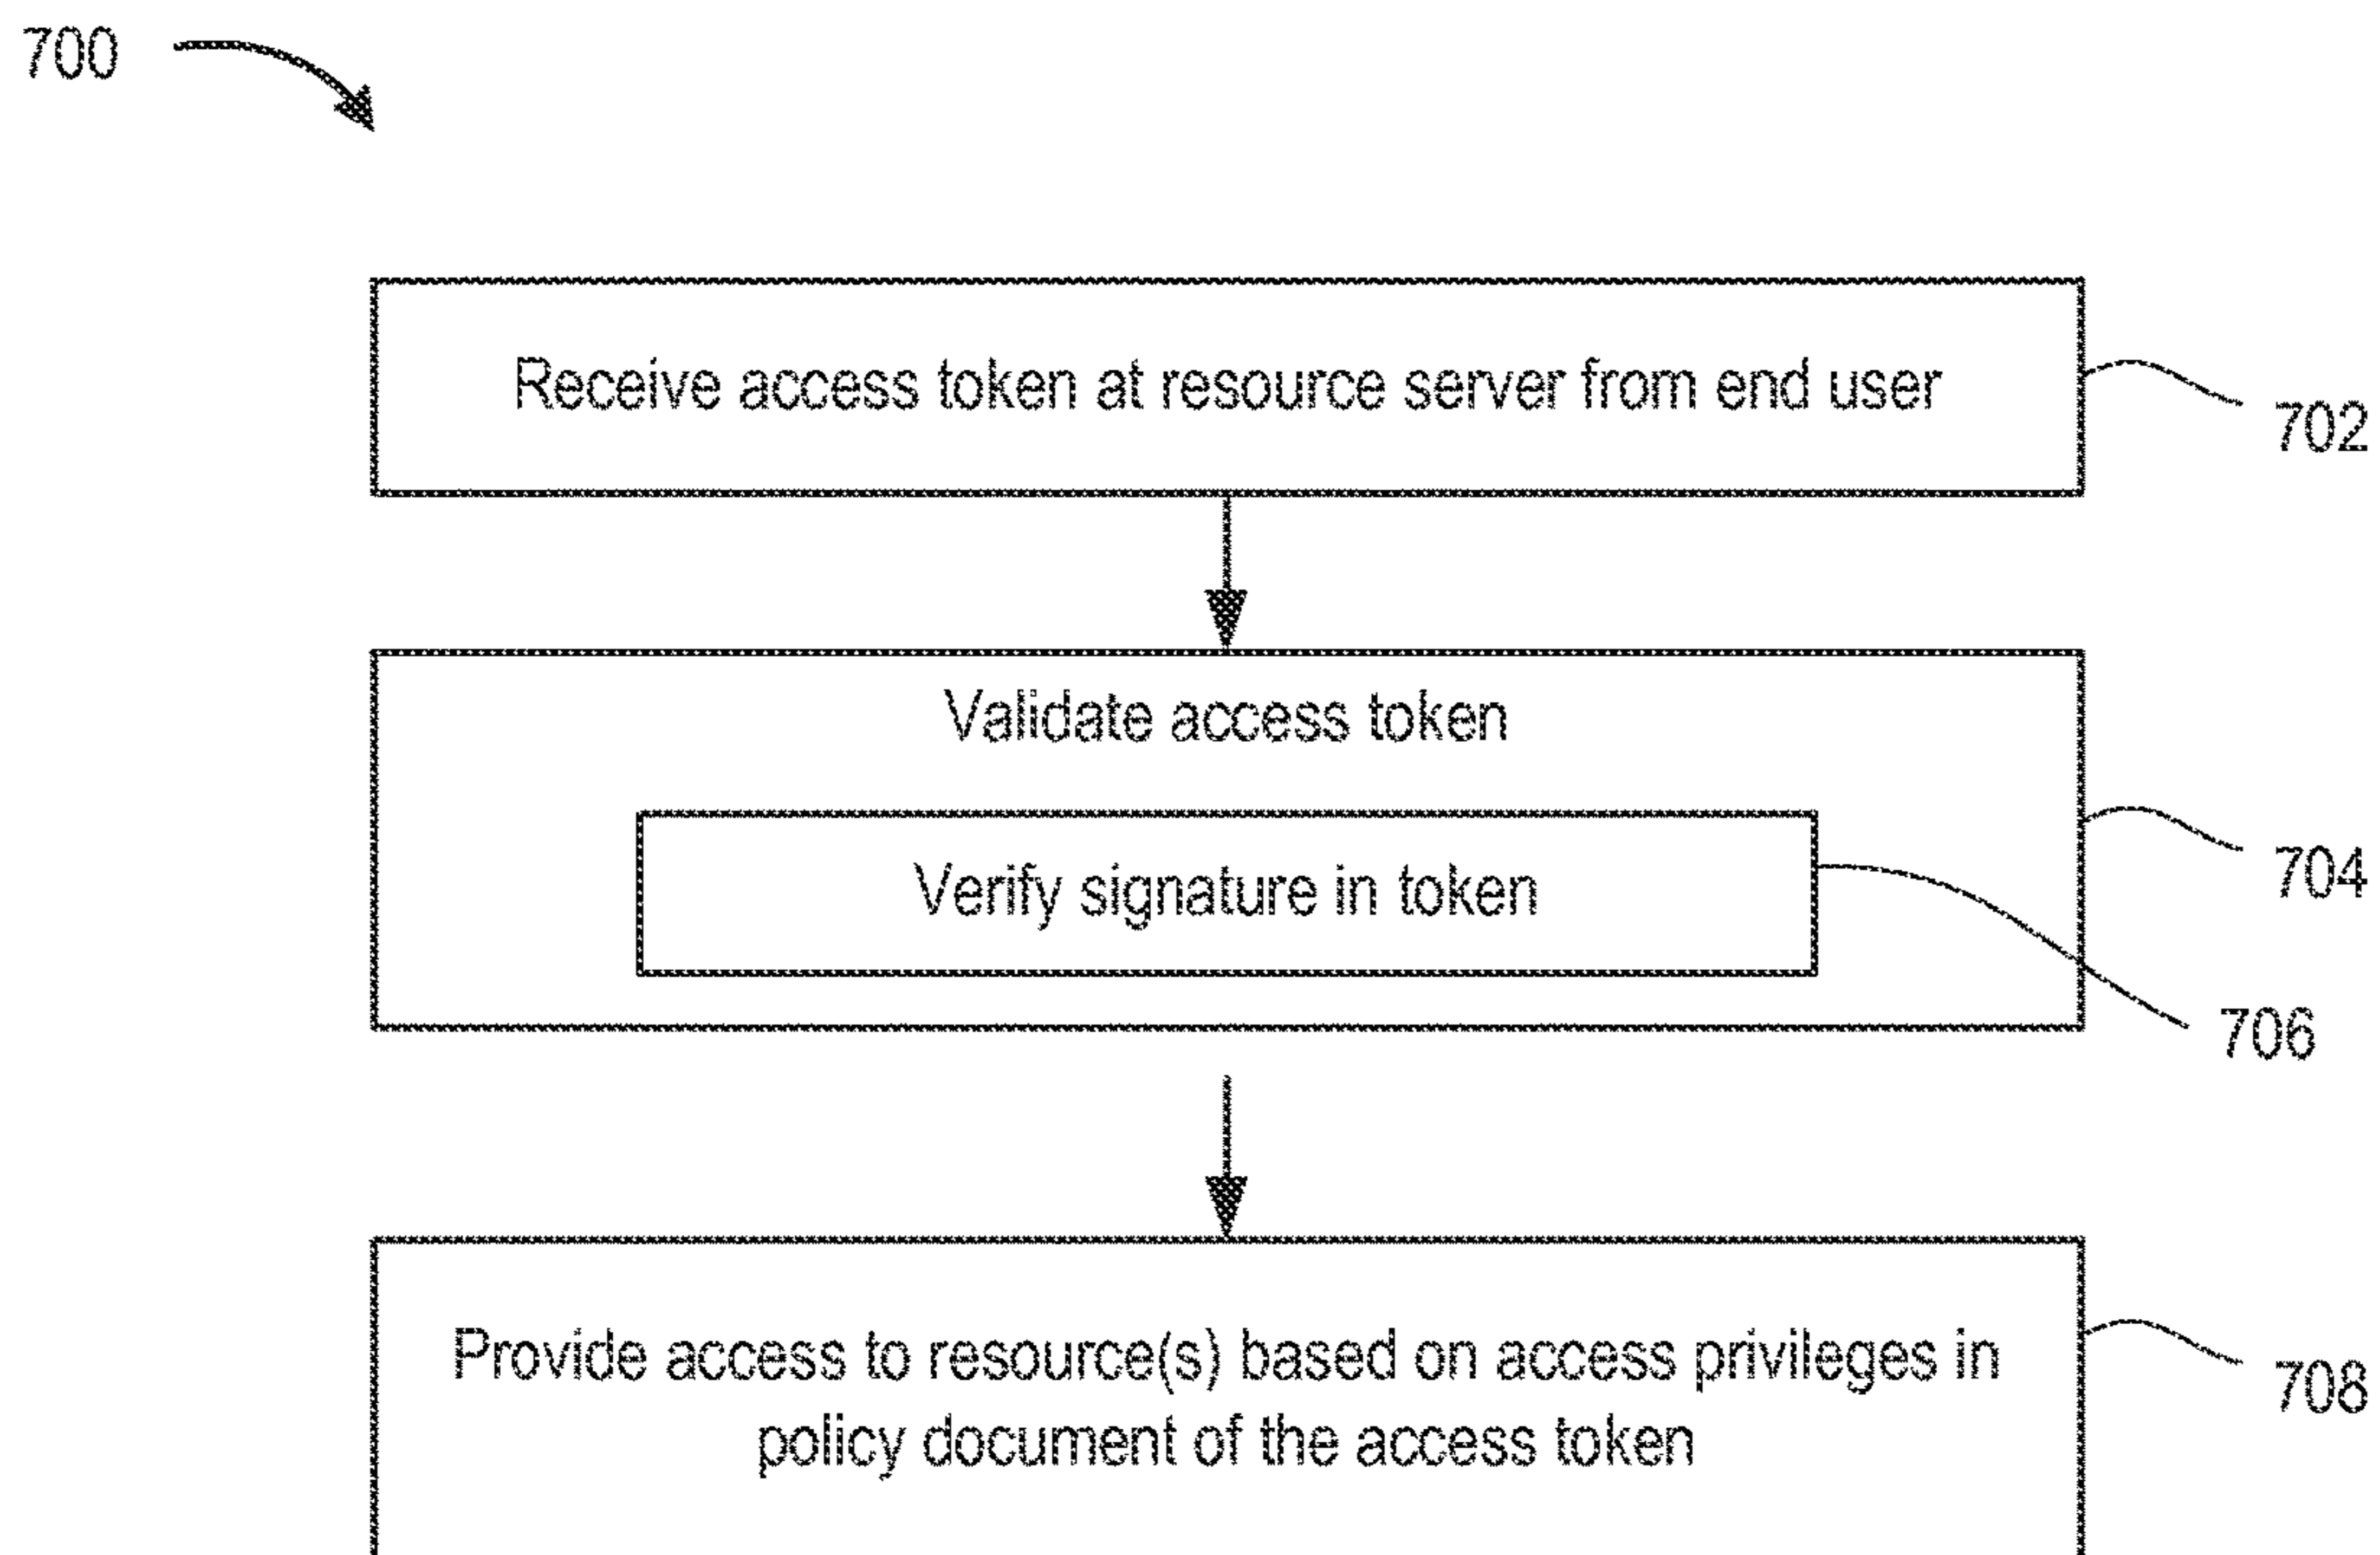 700
Receive access token at resource server from end user
702
Validate access token
Verify signature in token
704
706
Provide access to resource(s) based on access privileges in
policy document of the access token
708